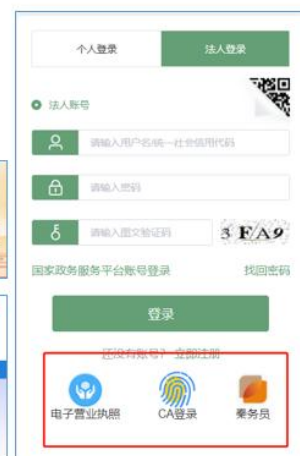 个人登录 法人登录
法人账号
请输入用户名/统一社会信用代码
请输入密码
请输入图文验证码 3 EA9
国家政务服务平台账号登录 找回密码
登录
还没有账号? 立即注册
电子营业执照 CA登录 秦务员